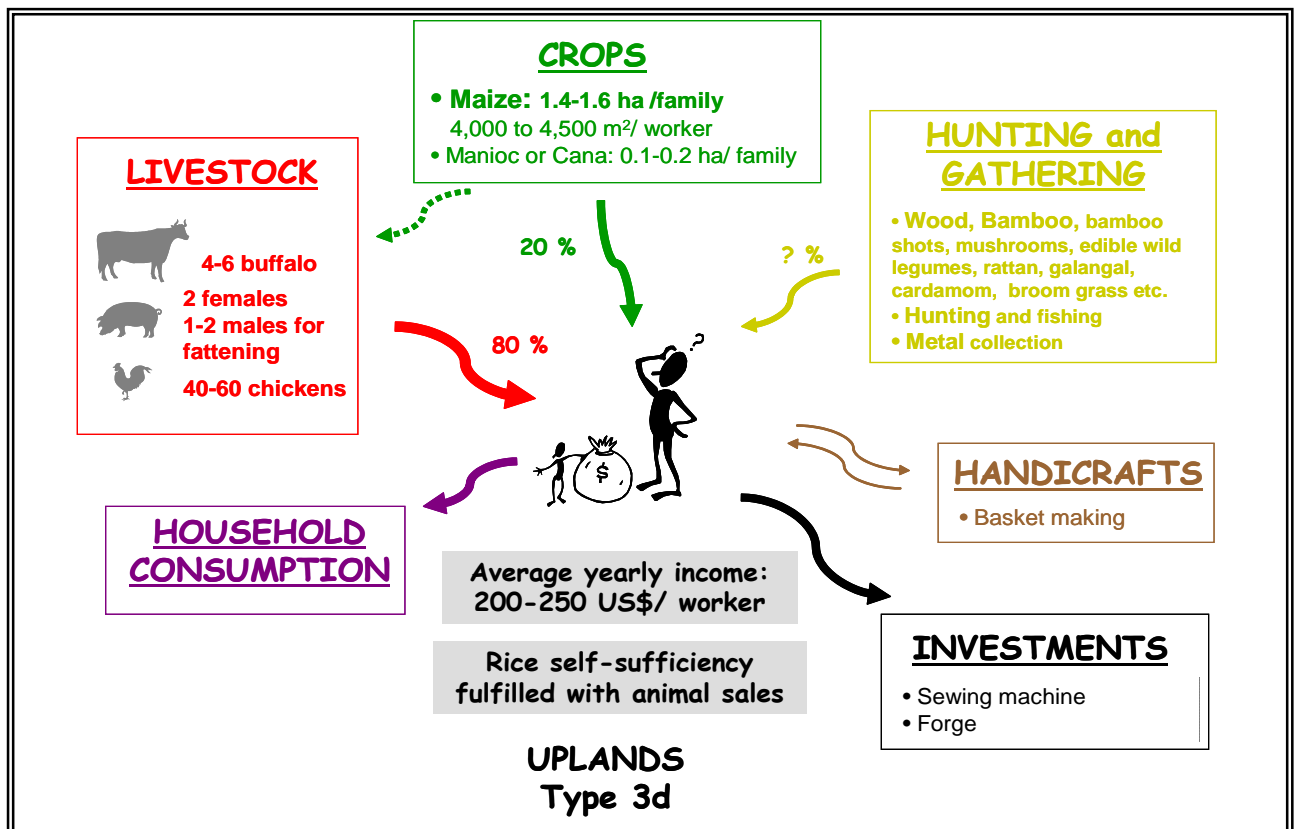 CROPS
• Maize: 1.4-1.6 ha /family
4,000 to 4,500 m²/ worker
• Manioc or Cana: 0.1-0.2 ha/ family
LIVESTOCK
4-6 buffalo
2 females
1-2 males for
fattening
40-60 chickens
HUNTING and
GATHERING
• Wood, Bamboo, bamboo
shots, mushrooms, edible wild
legumes, rattan, galangal,
cardamom, broom grass etc.
• Hunting and fishing
• Metal collection
20 %
? %
80 %
?
$
HANDICRAFTS
• Basket making
HOUSEHOLD
CONSUMPTION
Average yearly income:
200-250 US$/ worker
Rice self-sufficiency
fulfilled with animal sales
INVESTMENTS
• Sewing machine
• Forge
UPLANDS
Type 3d